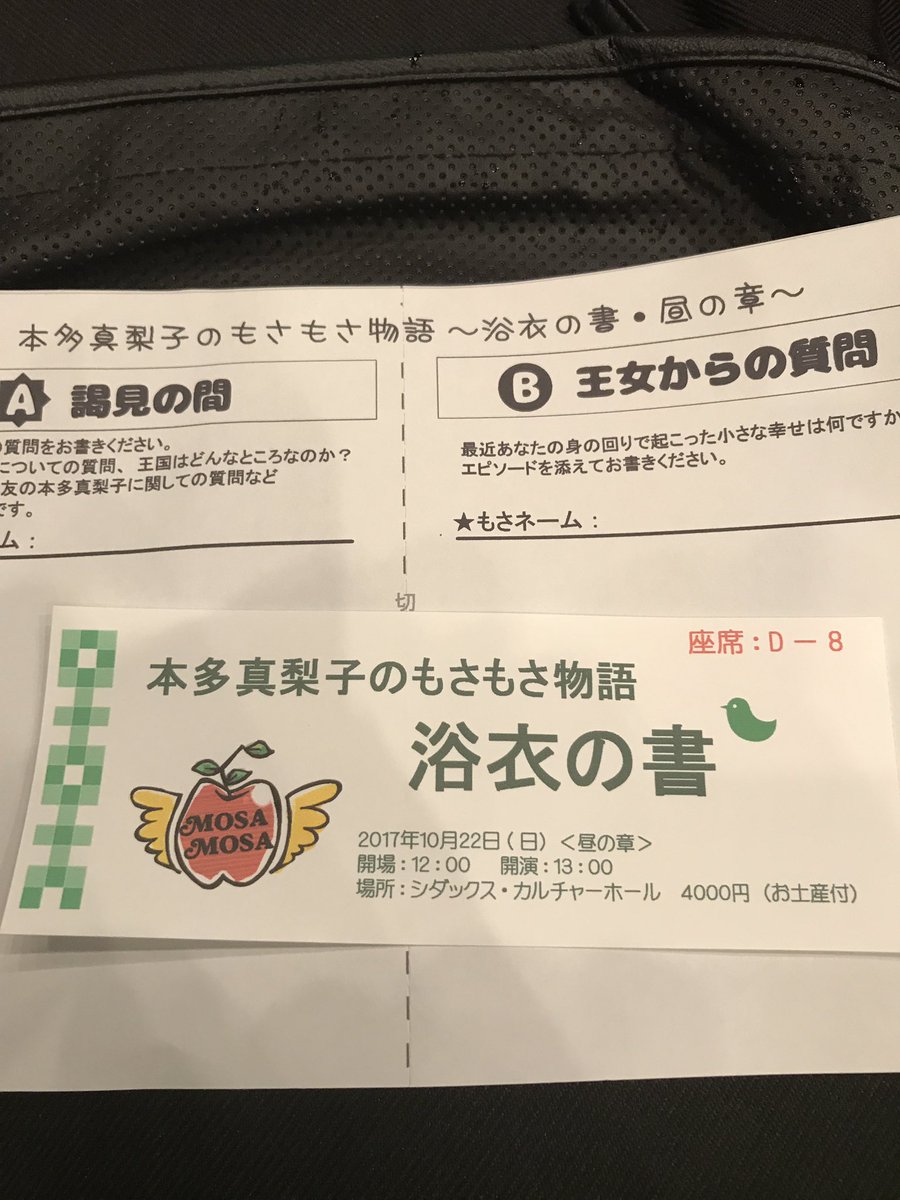 本多真梨子のもさもさ物語 ～浴衣の書・昼の章～
A 謁見の間
の質問をお書きください。
についての質問、王国はどんなところなのか？
友の本多真梨子に関しての質問など
です。
ム：
B 王女からの質問
最近あなたの身の回りで起こった小さな幸せは何ですか
エピソードを添えてお書きください。
★もさネーム：
切
座席：D－8
本多真梨子のもさもさ物語
浴衣の書
MOSA
MOSA
2017年10月22日（日）＜昼の章＞
開場：12：00 開演：13：00
場所：シダックス・カルチャーホール 4000円（お土産付）